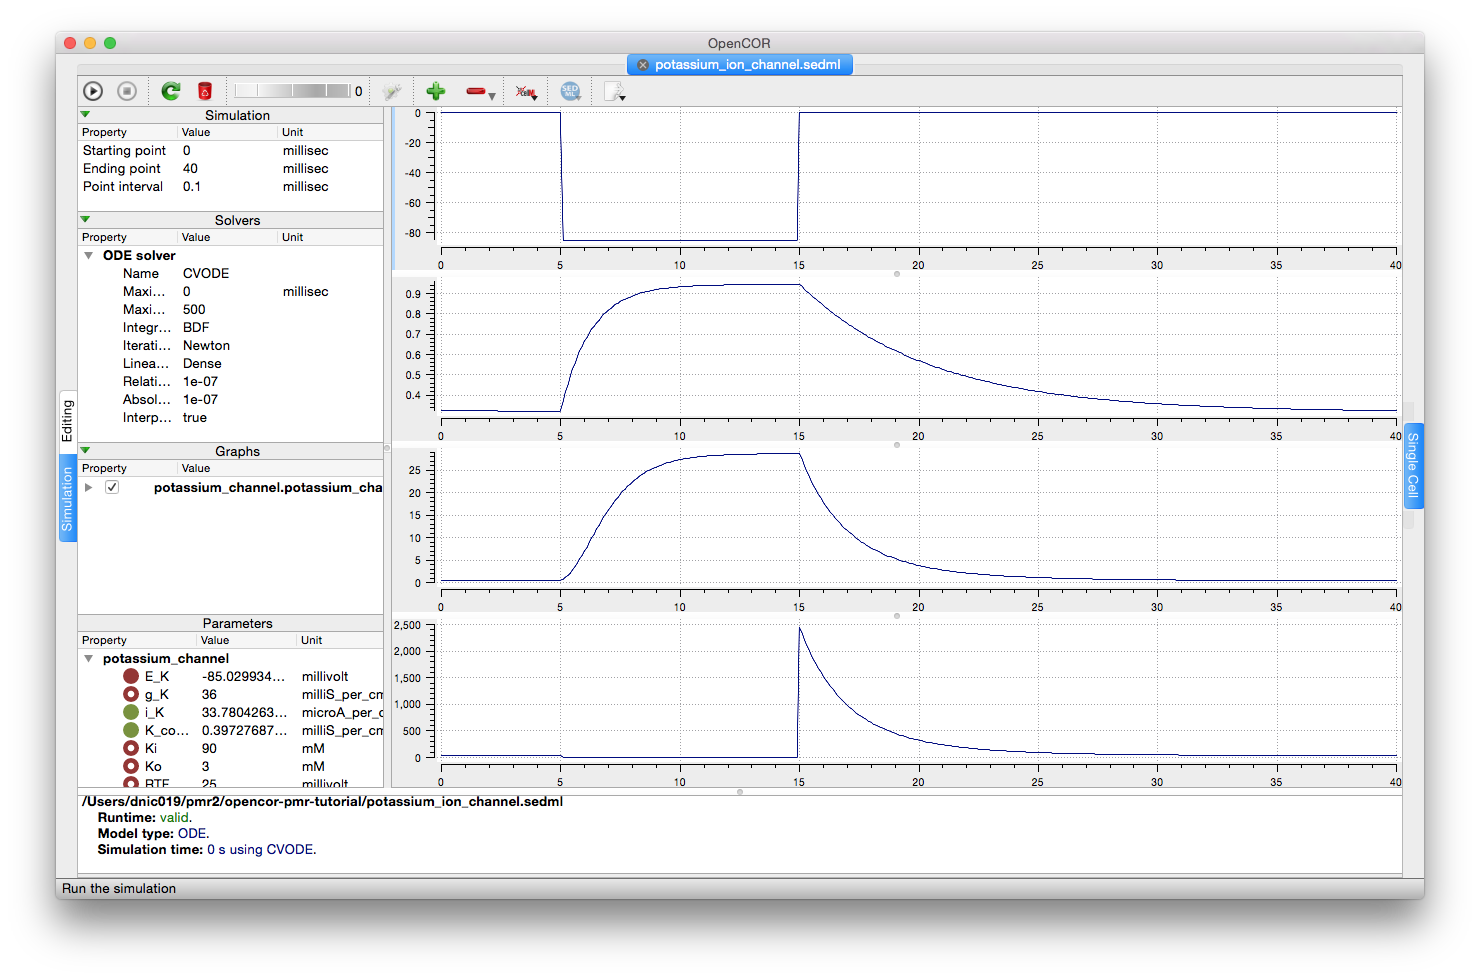 OpenCOR
potassium_ion_channel.sedml
0
SED ML
Simulation
Property Value Unit
Starting point 0 millisec
Ending point 40 millisec
Point interval 0.1 millisec
Solvers
Property Value Unit
ODE solver
Name CVODE
Maxi... 0 millisec
Maxi... 500
Integr... BDF
Iterati... Newton
Linea... Dense
Relati... 1e-07
Absol... 1e-07
Interp... true
Graphs
Property Value
potassium_channel.potassium_cha
Parameters
Property Value Unit
potassium_channel
E_K -85.029934... millivolt
g_K 36 milliS_per_cm
i_K 33.7804263... microA_per_c
K_co... 0.39727687... milliS_per_cm
Ki 90 mM
Ko 3 mM
RTF 25 millivolt
Editing
Simulation
0
-20
-40
-60
-80
0 5 10 15 20 25 30 35 40
0.9
0.8
0.7
0.6
0.5
0.4
0 5 10 15 20 25 30 35 40
25
20
15
10
5
0
0 5 10 15 20 25 30 35 40
2,500
2,000
1,500
1,000
500
0
0 5 10 15 20 25 30 35 40
Single Cell
/Users/dnic019/pmr2/opencor-pmr-tutorial/potassium_ion_channel.sedml
Runtime: valid.
Model type: ODE.
Simulation time: 0 s using CVODE.
Run the simulation